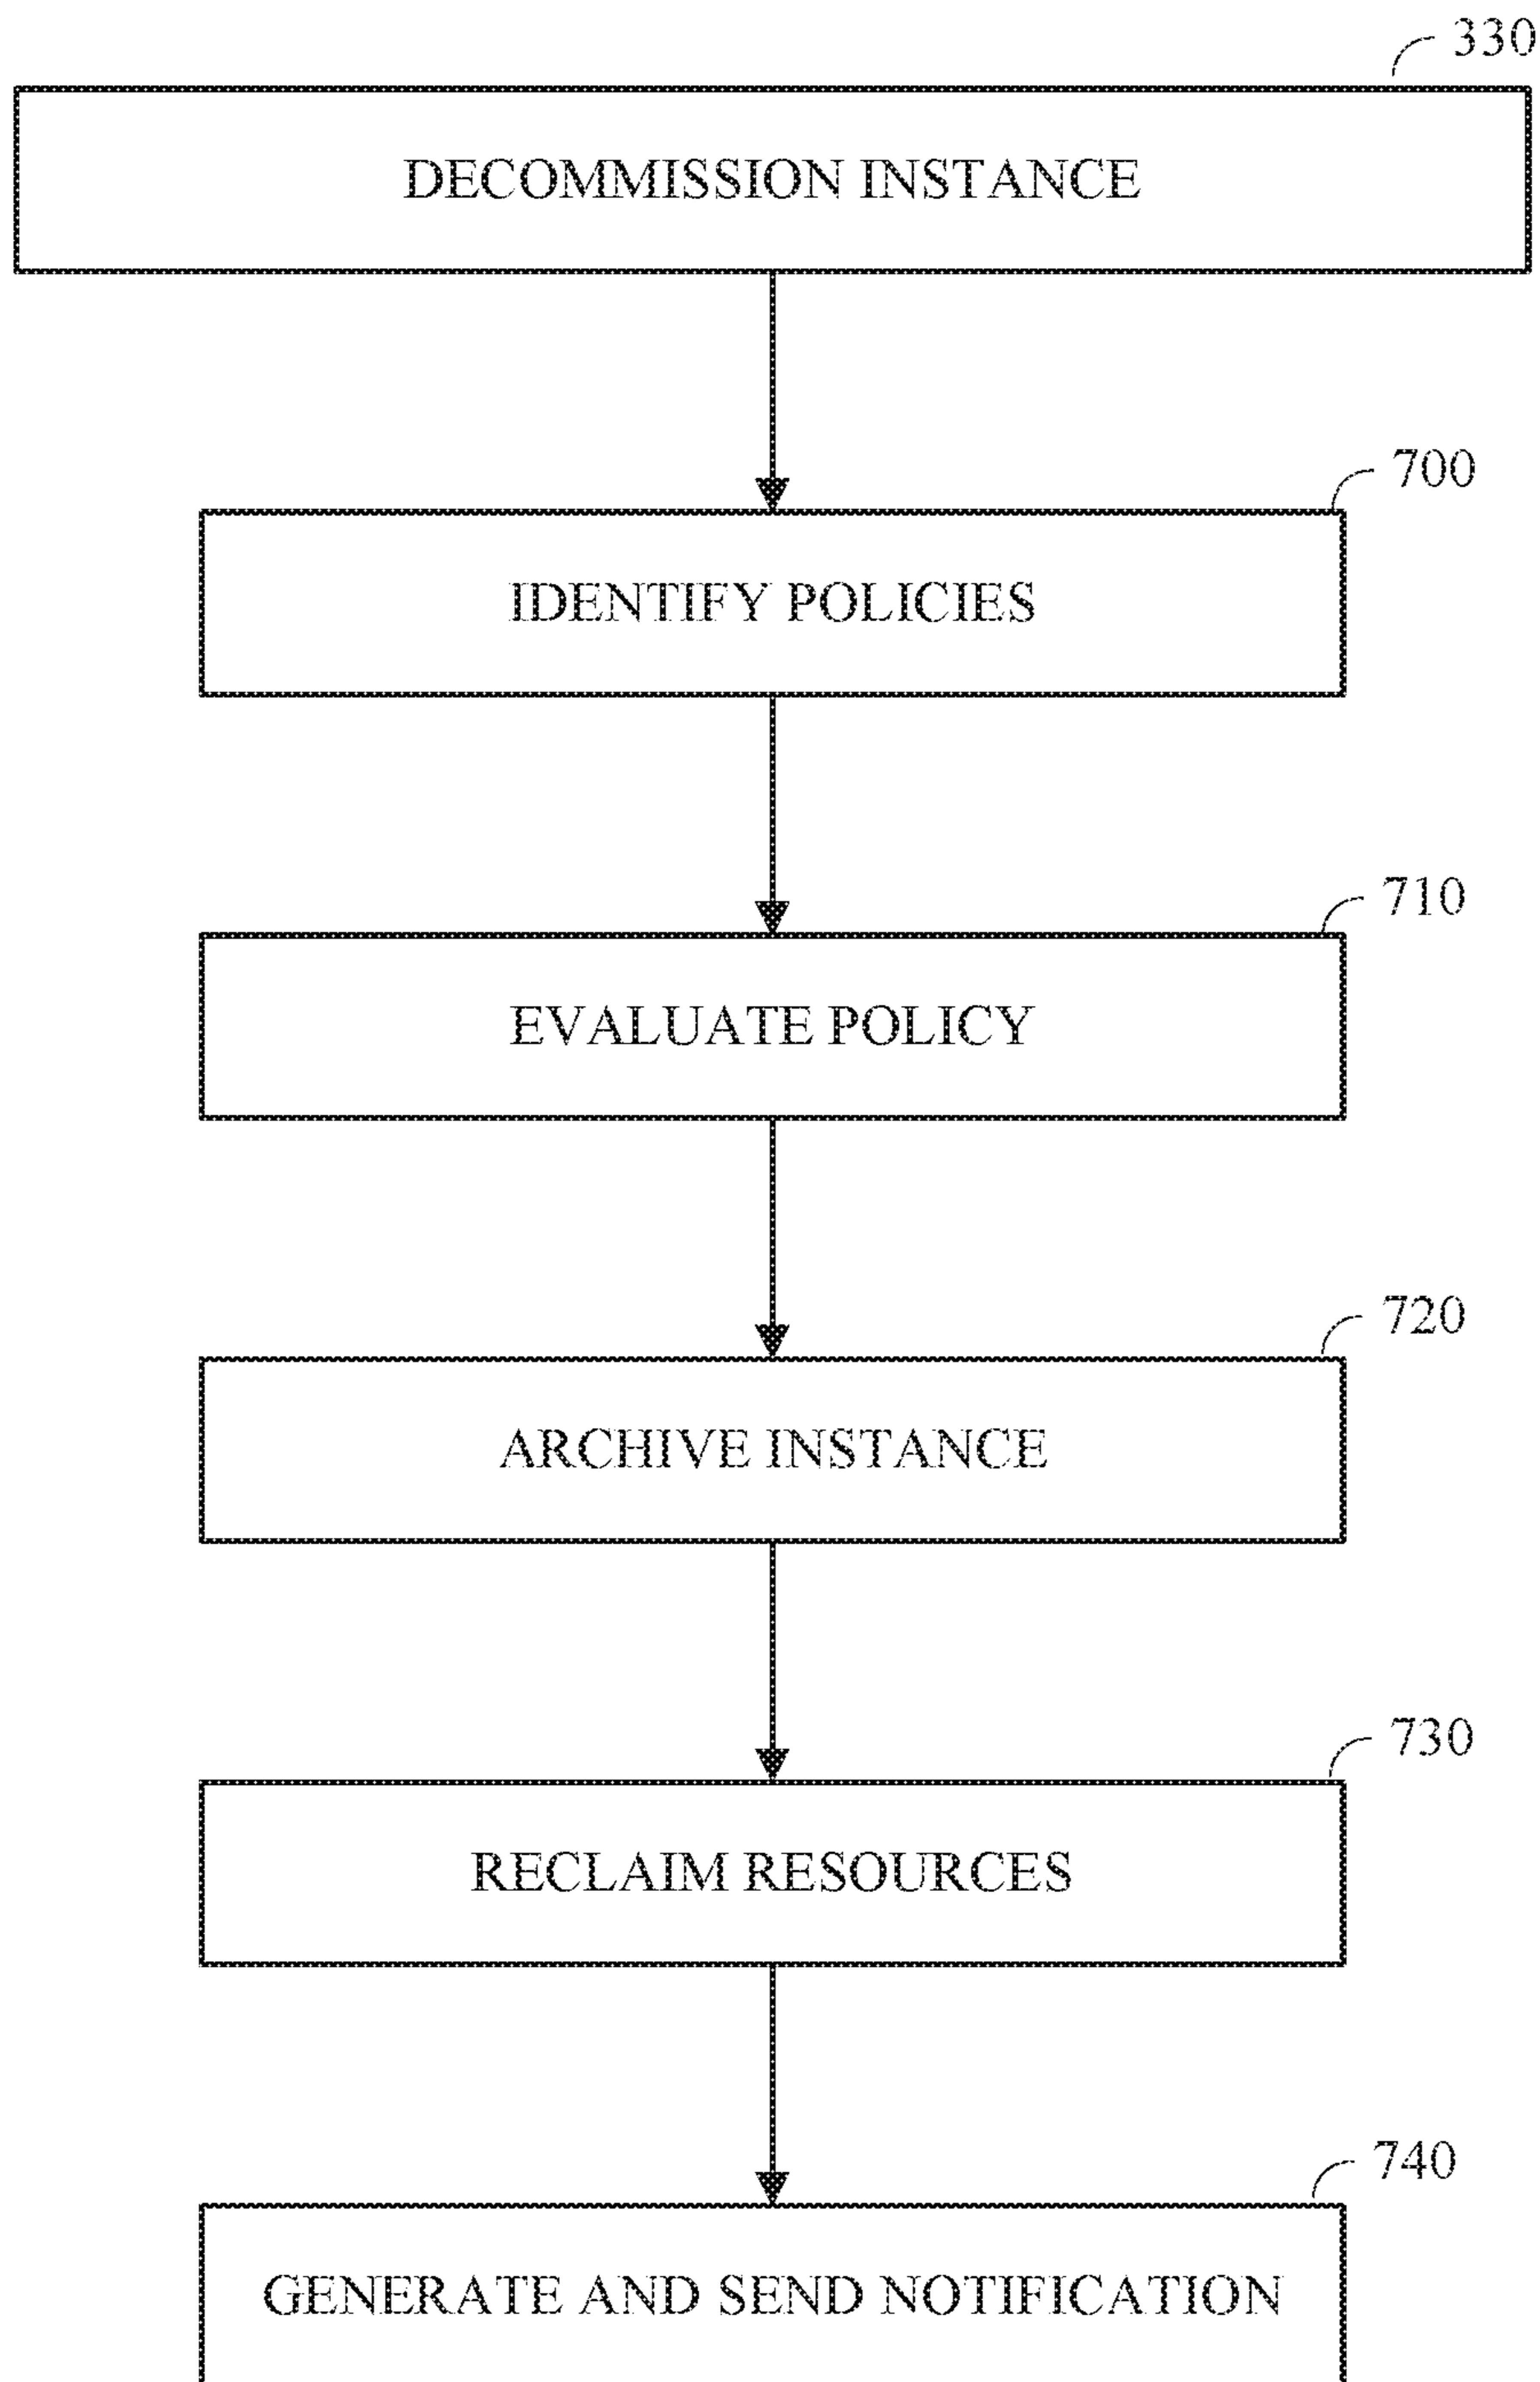 330
DECOMMISSION INSTANCE
700
IDENTIFY POLICIES
710
EVALUATE POLICY
720
ARCHIVE INSTANCE
730
RECLAIM RESOURCES
740
GENERATE AND SEND NOTIFICATION